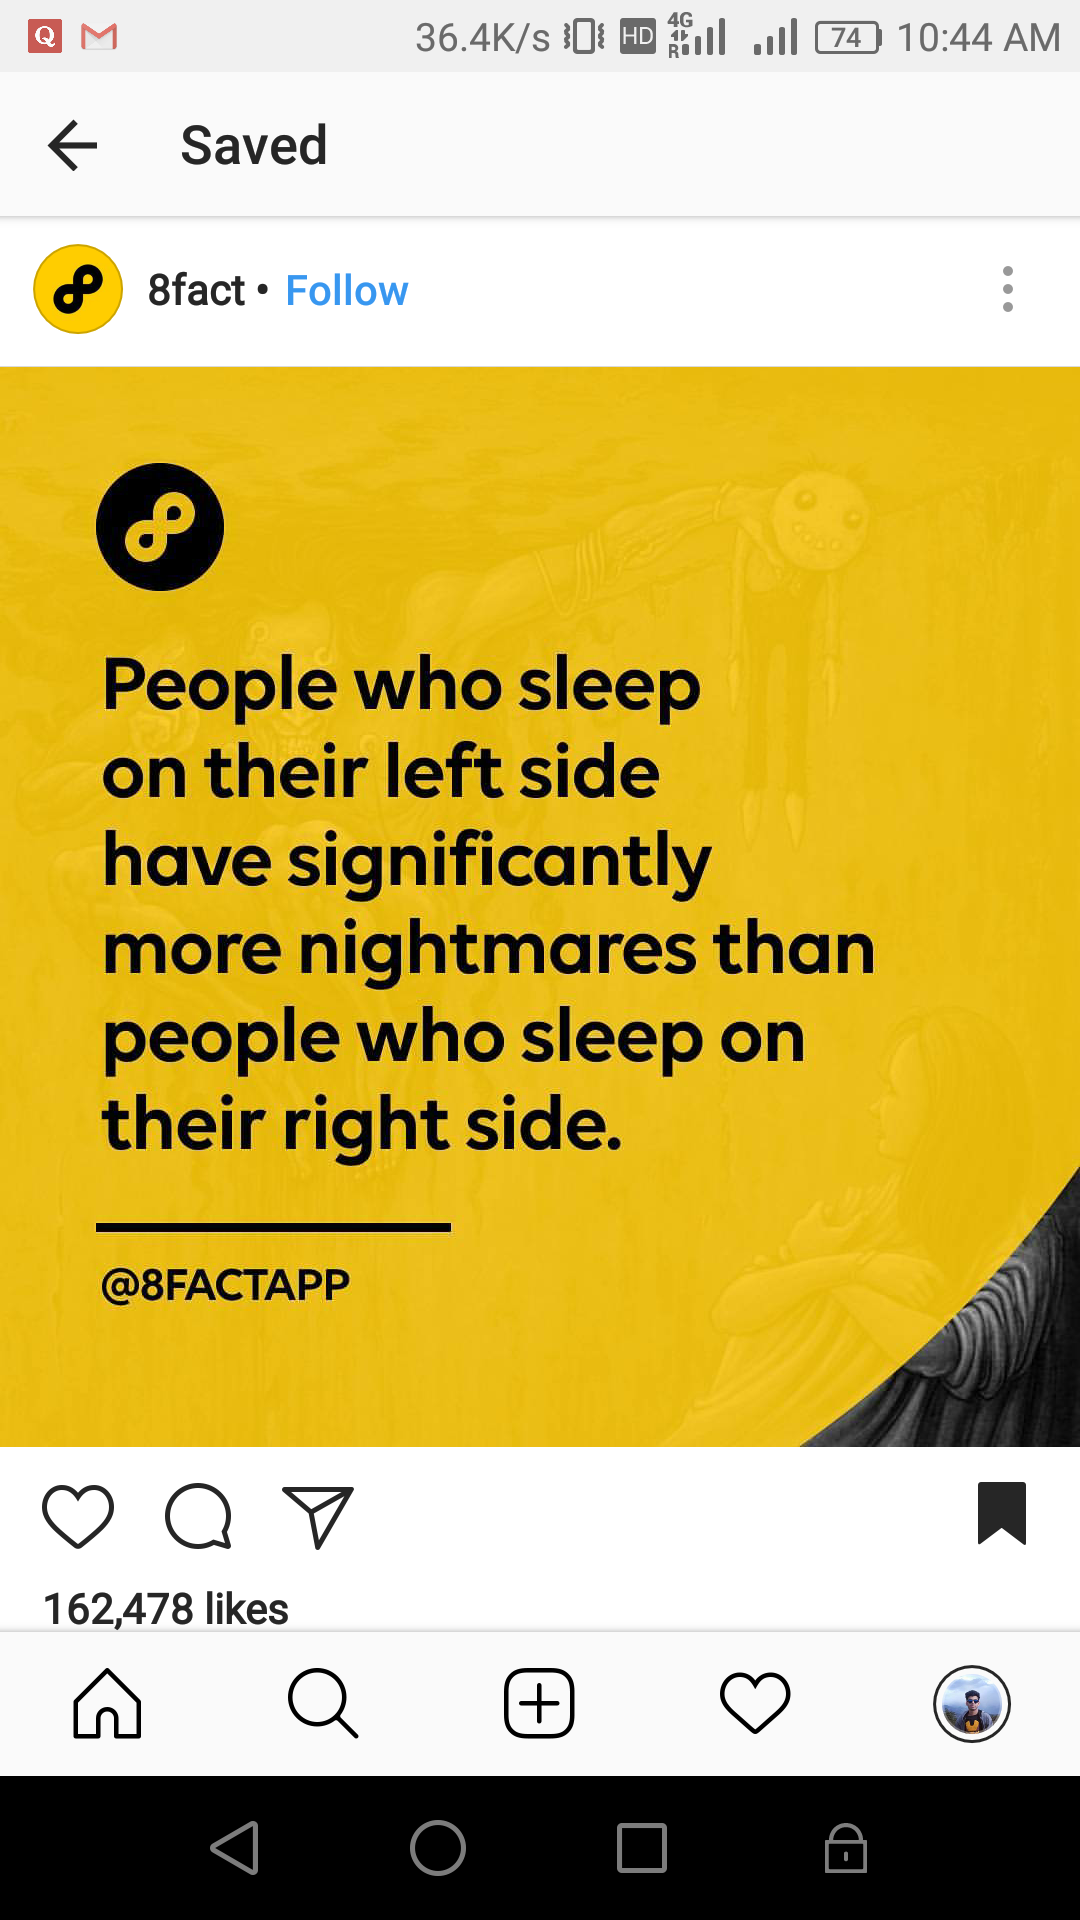 36.4K/s HD 4G R 74 10:44 AM
Saved
8fact • Follow
People who sleep
on their left side
have significantly
more nightmares than
people who sleep on
their right side.
@8FACTAPP
162,478 likes